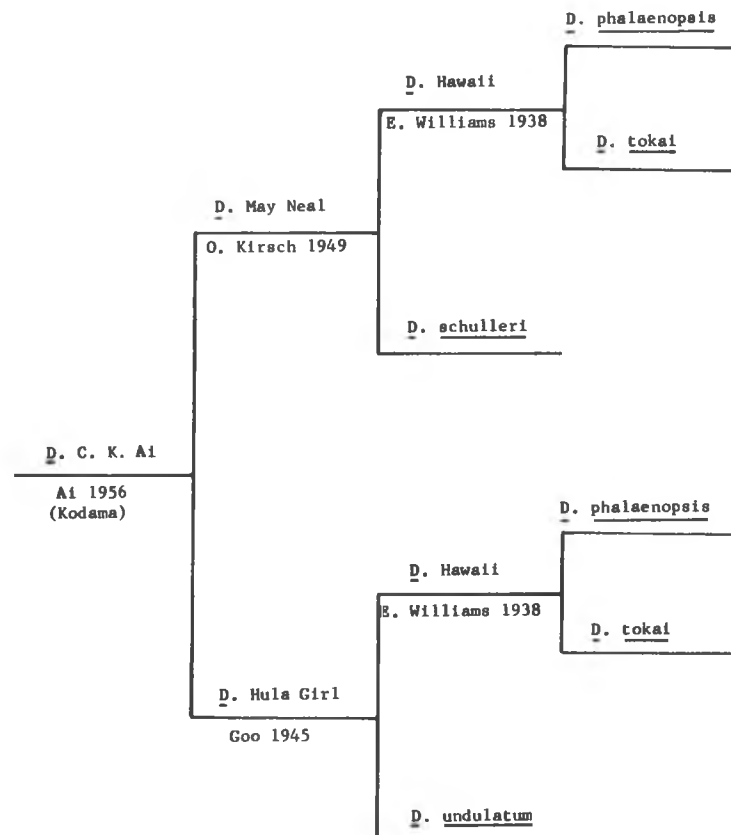 D. phalaenopsis
D. Hawaii
E. Williams 1938
D. tokai
D. May Neal
O. Kirsch 1949
D. schulleri
D. C. K. Ai
Ai 1956
(Kodama)
D. phalaenopsis
D. Hawaii
E. Williams 1938
D. tokai
D. Hula Girl
Goo 1945
D. undulatum